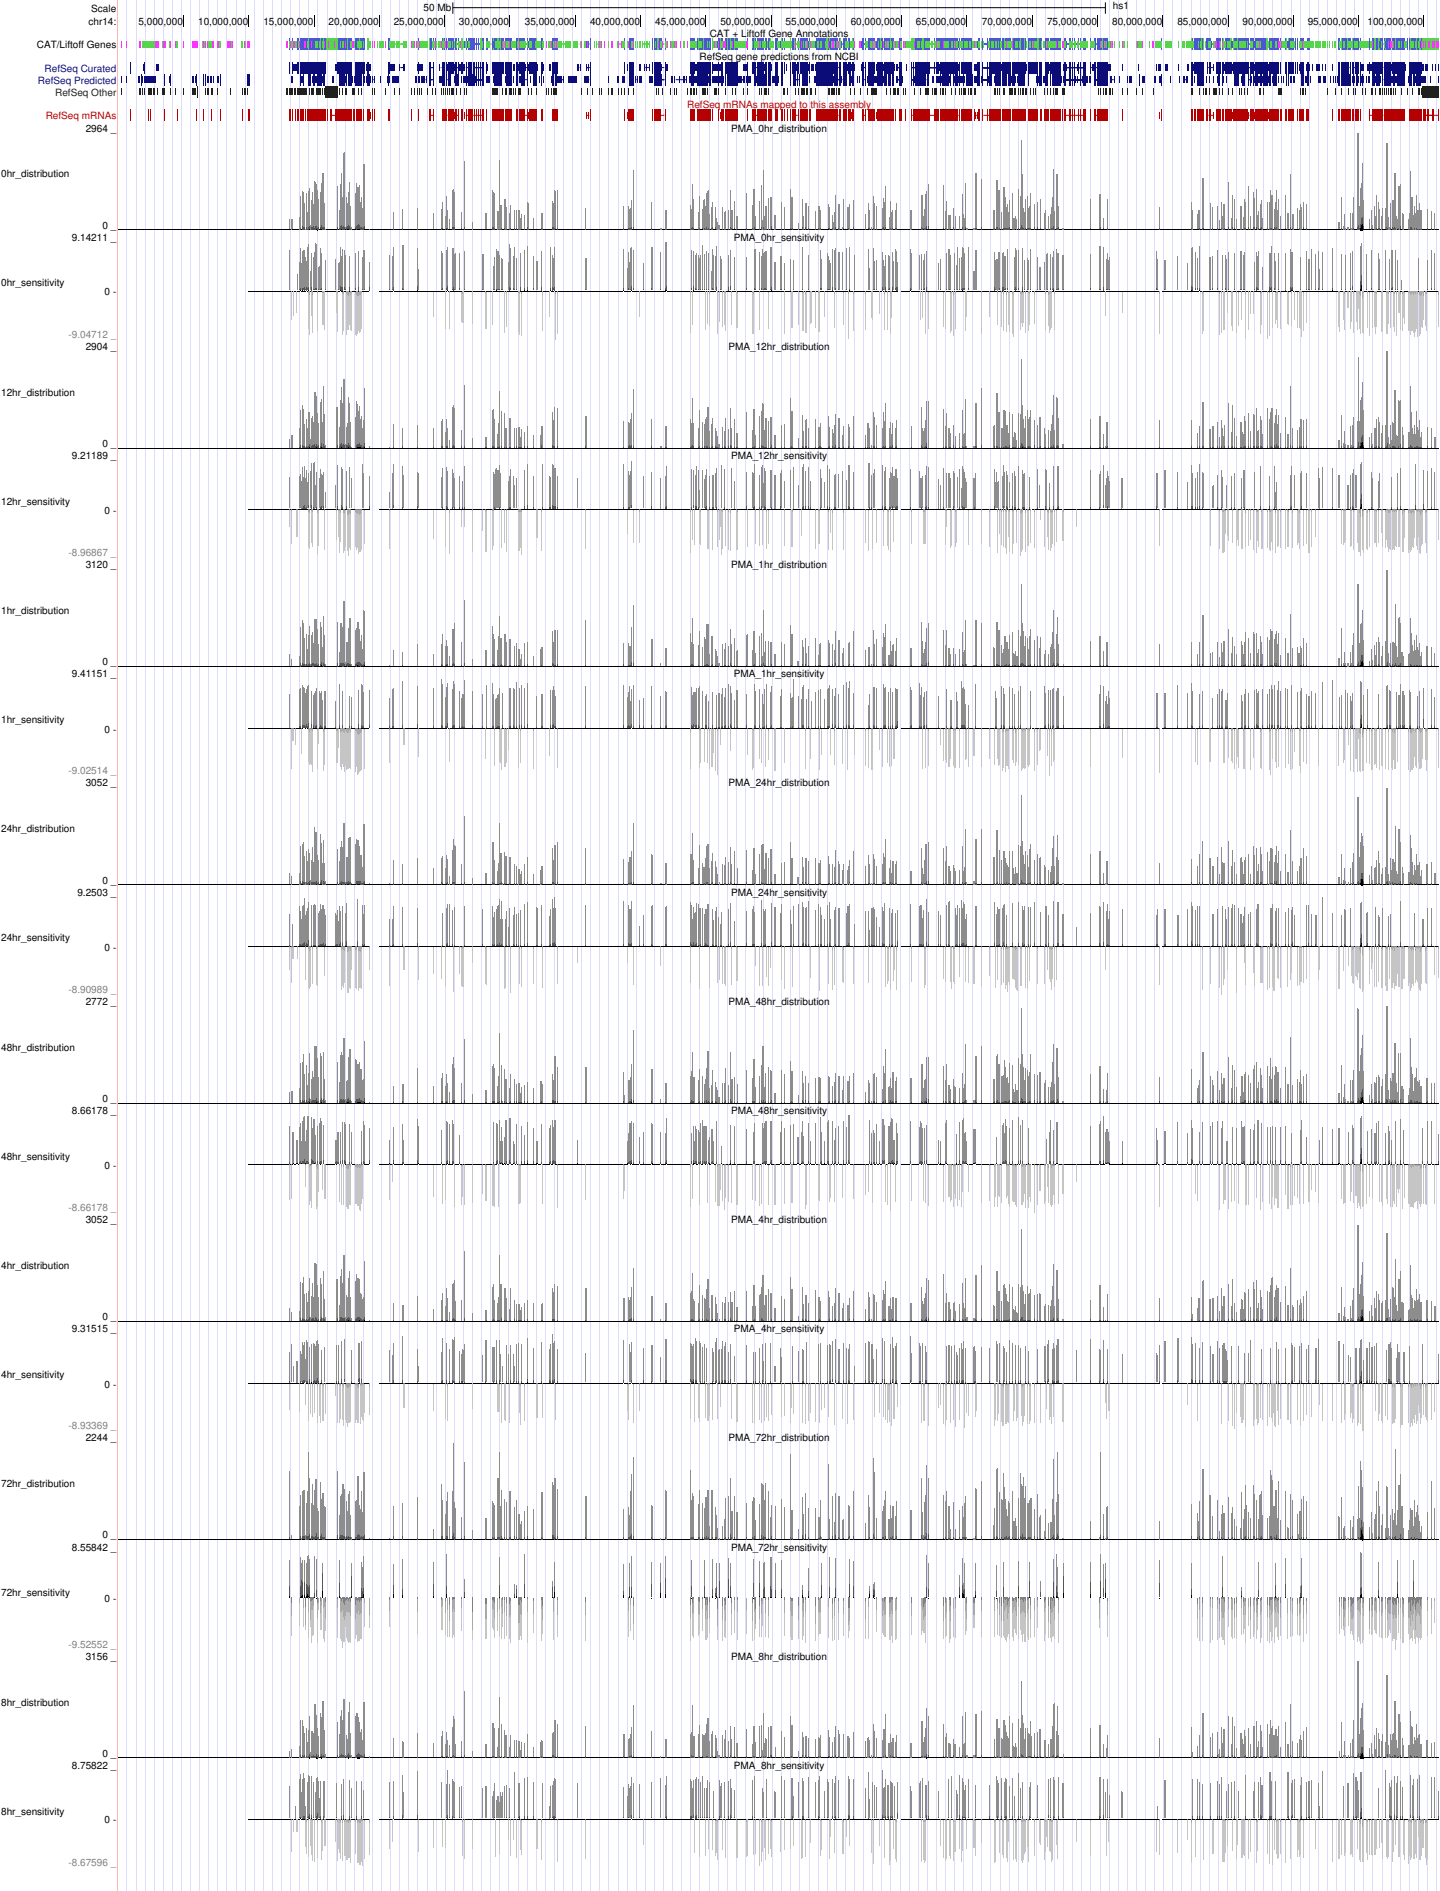 Scale 50 Mb hs1
chr14: 5,000,000 10,000,000 15,000,000 20,000,000 25,000,000 30,000,000 35,000,000 40,000,000 45,000,000 50,000,000 55,000,000 60,000,000 65,000,000 70,000,000 75,000,000 80,000,000 85,000,000 90,000,000 95,000,000 100,000,000
CAT + Liftoff Gene Annotations
CAT/Liftoff Genes
RefSeq gene predictions from NCBI
RefSeq Curated
RefSeq Predicted
RefSeq Other
RefSeq mRNAs mapped to this assembly
RefSeq mRNAs
2964 _ PMA_0hr_distribution
0hr_distribution
0 _
9.14211 _ PMA_0hr_sensitivity
0hr_sensitivity
0 -
-9.04712 _
2904 _ PMA_12hr_distribution
12hr_distribution
0 _
9.21189 _ PMA_12hr_sensitivity
12hr_sensitivity
0 -
-8.96867 _
3120 _ PMA_1hr_distribution
1hr_distribution
0 _
9.41151 _ PMA_1hr_sensitivity
1hr_sensitivity
0 -
-9.02514 _
3052 _ PMA_24hr_distribution
24hr_distribution
0 _
9.2503 _ PMA_24hr_sensitivity
24hr_sensitivity
0 -
-8.90989 _
2772 _ PMA_48hr_distribution
48hr_distribution
0 _
8.66178 _ PMA_48hr_sensitivity
48hr_sensitivity
0 -
-8.66178 _
3052 _ PMA_4hr_distribution
4hr_distribution
0 _
9.31515 _ PMA_4hr_sensitivity
4hr_sensitivity
0 -
-8.93369 _
2244 _ PMA_72hr_distribution
72hr_distribution
0 _
8.55842 _ PMA_72hr_sensitivity
72hr_sensitivity
0 -
-9.52552 _
3156 _ PMA_8hr_distribution
8hr_distribution
0 _
8.75822 _ PMA_8hr_sensitivity
8hr_sensitivity
0 -
-8.67596 _